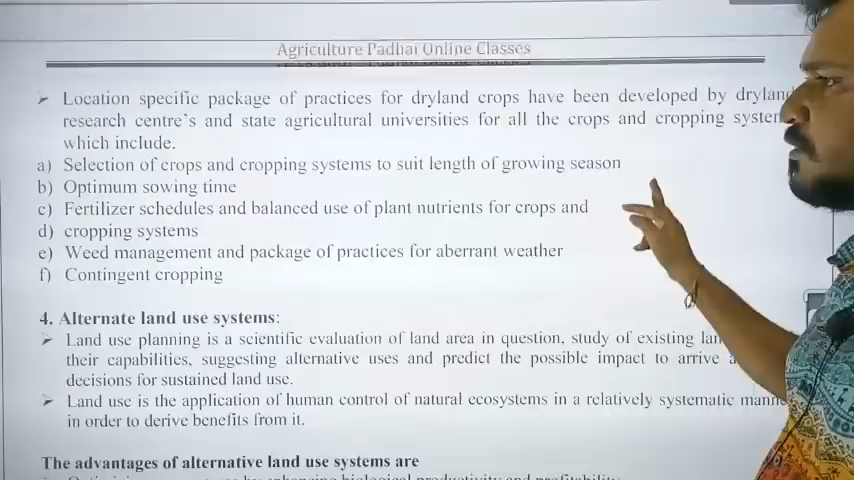 Agriculture Padhai Online Classes
➢ Location specific package of practices for dryland crops have been developed by dryland
research centre's and state agricultural universities for all the crops and cropping system
which include.
a) Selection of crops and cropping systems to suit length of growing season
b) Optimum sowing time
c) Fertilizer schedules and balanced use of plant nutrients for crops and
d) cropping systems
e) Weed management and package of practices for aberrant weather
f) Contingent cropping
4. Alternate land use systems:
➢ Land use planning is a scientific evaluation of land area in question, study of existing
their capabilities, suggesting alternative uses and predict the possible impact to arrive
decisions for sustained land use.
➢ Land use is the application of human control of natural ecosystems in a relatively systematic
in order to derive benefits from it.
The advantages of alternative land use systems are
by enhancing biological productivity and profitability